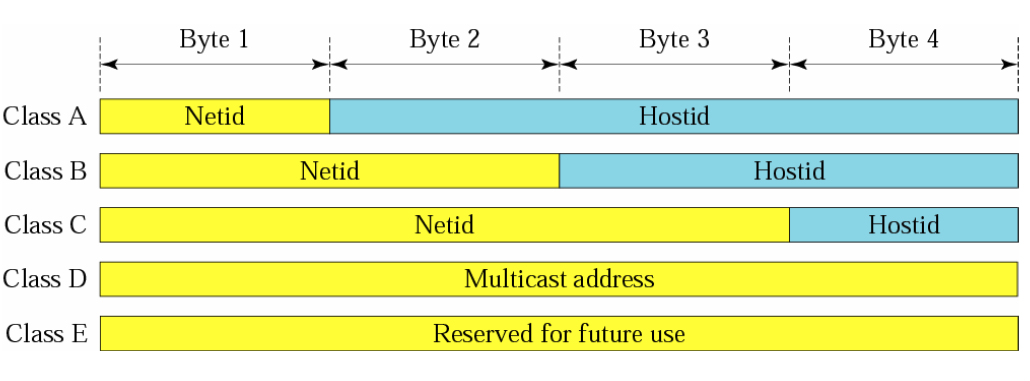 Byte 1 Byte 2 Byte 3 Byte 4
Class A Netid Hostid
Class B Netid Hostid
Class C Netid Hostid
Class D Multicast address
Class E Reserved for future use